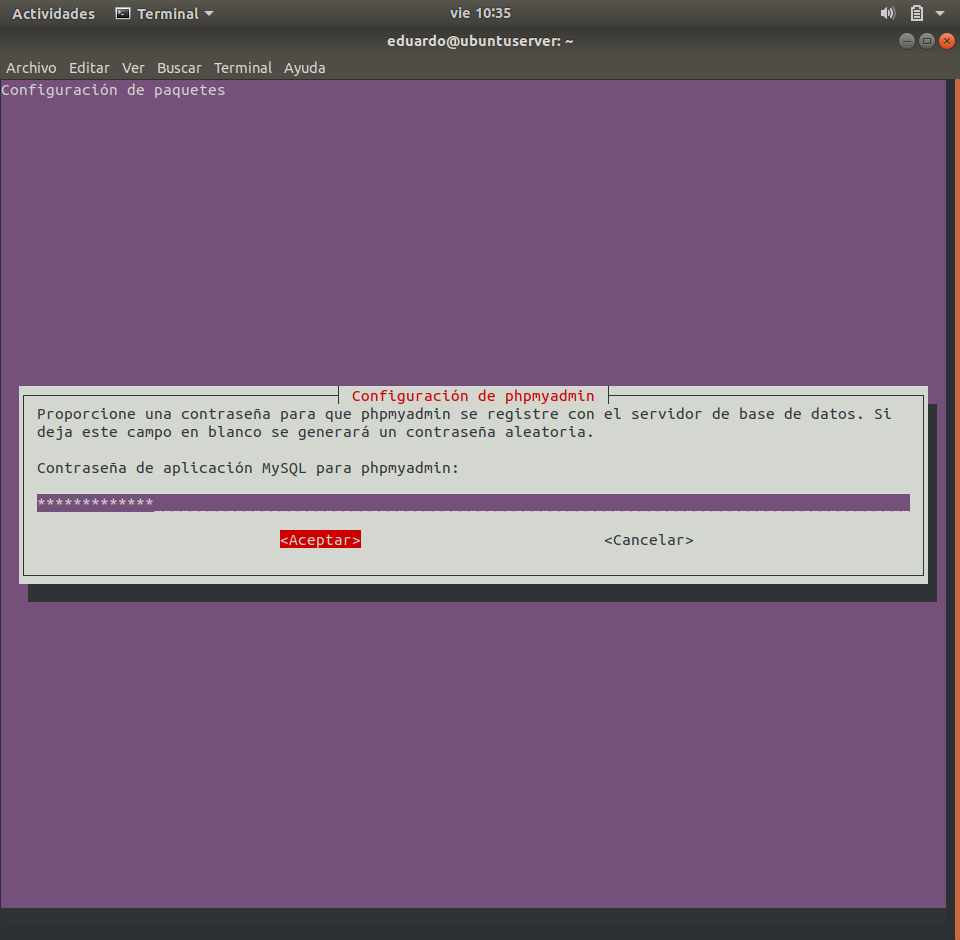 Actividades Terminal vie 10:35
eduardo@ubuntuserver: ~
Archivo Editar Ver Buscar Terminal Ayuda
Configuración de paquetes
Configuración de phpmyadmin
Proporcione una contraseña para que phpmyadmin se registre con el servidor de base de datos. Si
deja este campo en blanco se generará un contraseña aleatoria.
Contraseña de aplicación MySQL para phpmyadmin:
*************
<Aceptar> <Cancelar>